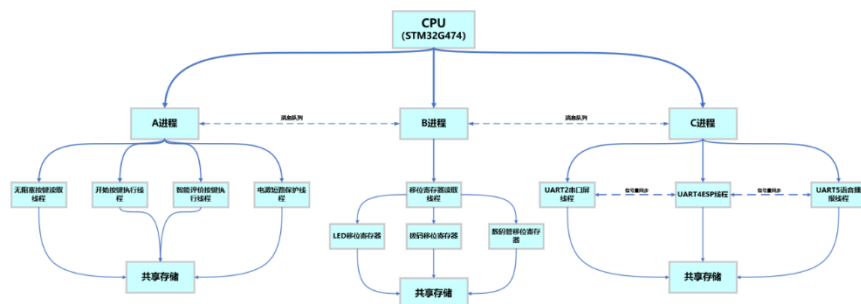 CPU
(STM32G474)
A进程
消息队列
B进程
消息队列
C进程
无阻塞按键读取
线程
开始按键执行线
程
智能评价按键执
行线程
电源短路保护线
程
移位寄存器读取
线程
UART2串口屏
线程
信号量同步
UART4ESP线程
信号量同步
UART5语音播
报线程
LED移位寄存器
拨码移位寄存器
数码管移位寄存
器
共享存储
共享存储
共享存储